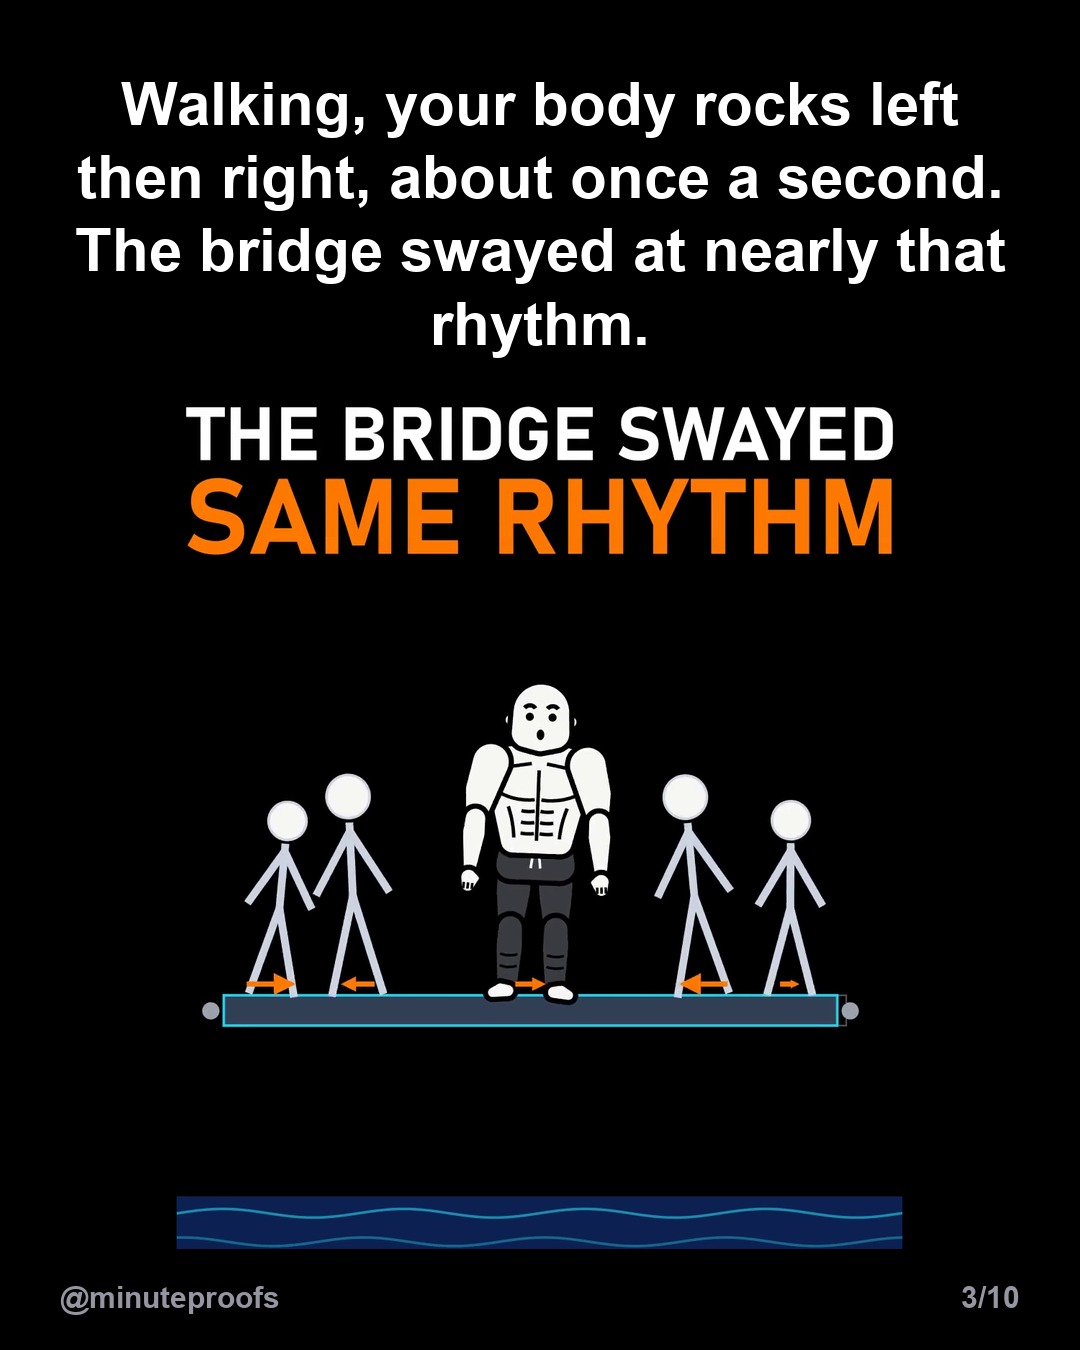 Walking, your body rocks left
then right, about once a second.
The bridge swayed at nearly that
rhythm.
THE BRIDGE SWAYED
SAME RHYTHM
@minuteproofs
3/10